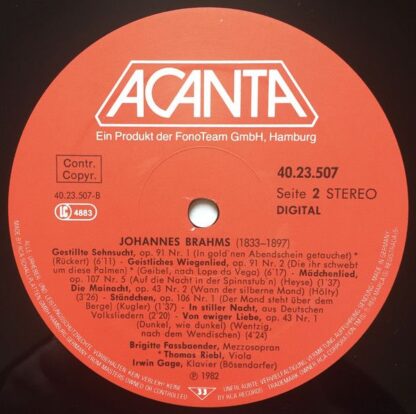 ACANTA
Ein Produkt der FonoTeam GmbH, Hamburg
Contr.
Copyr.
40.23.507-B
LC
4883
40.23.507
Seite 2 STEREO
DIGITAL
JOHANNES BRAHMS (1833–1897)
Gestillte Sehnsucht, op. 91 Nr. 1 (In gold'nen Abendschein getauchet) *
(Rückert) (6'11) - Geistliches Wiegenlied, op. 91 Nr. 2 (Die ihr schwebt
um diese Palmen) * (Geibel, nach Lope da Vega) (6'17) - Mädchenlied,
op. 107 Nr. 5 (Auf die Nacht in der Spinnstub'n) (Heyse) (1'37)
Die Mainacht, op. 43 Nr. 2 (Wann der silberne Mond) (Hölty)
(3'26) - Ständchen, op. 106 Nr. 1 (Der Mond steht über dem
Berge) (Kugler) (1'37) - In stiller Nacht, aus Deutschen
Volksliedern) (2'20) - Von ewiger Liebe, op. 43 Nr. 1
(Dunkel, wie dunkel) (Wentzig,
nach dem Wendischen) (4'24)
Brigitte Fassbaender, Mezzosopran
* Thomas Riebl, Viola
Irwin Gage, Klavier (Bösendorfer)
℗ 1982
33